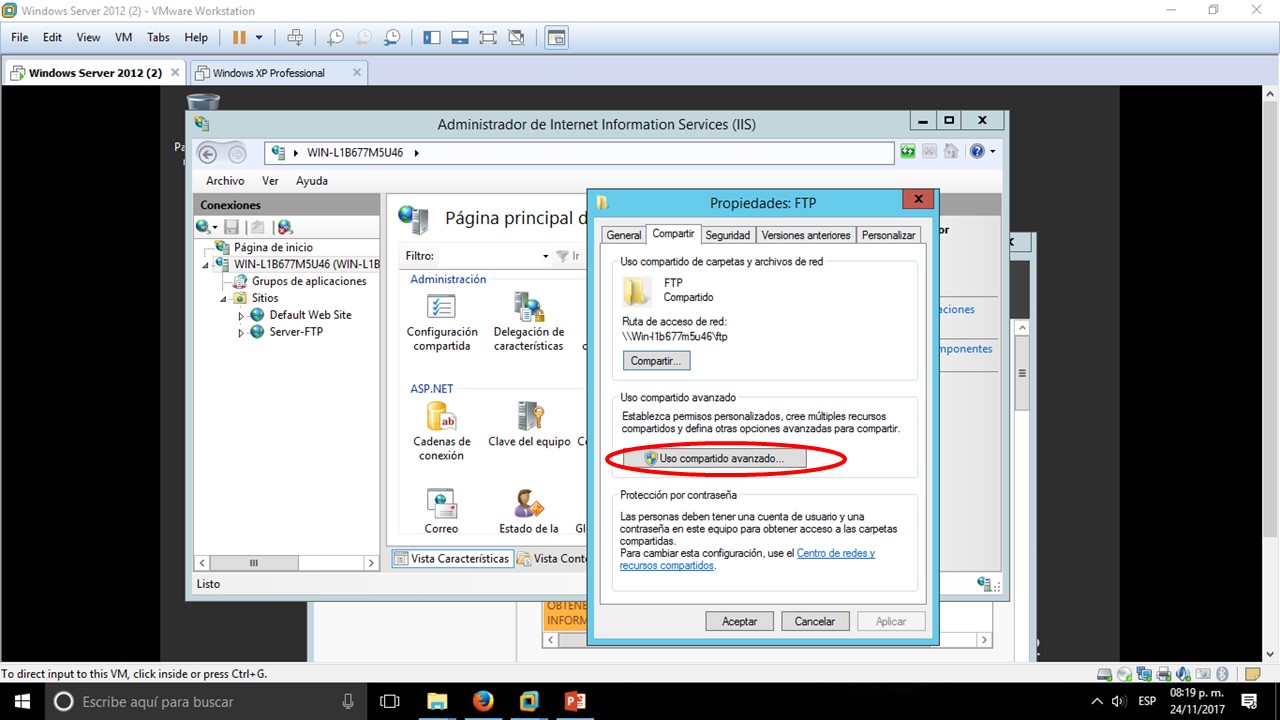 Windows Server 2012 (2) - VMware Workstation
File Edit View VM Tabs Help
Windows Server 2012 (2)
Windows XP Professional
Administrador de Internet Information Services (IIS)
WIN-L1B677M5U46
Archivo Ver Ayuda
Conexiones
Página de inicio
WIN-L1B677M5U46 (WIN-L1B
Grupos de aplicaciones
Sitios
Default Web Site
Server-FTP
Página principal d
Filtro:
Ir
Administración
Configuración compartida
Delegación de características
ASP.NET
Cadenas de conexión
Clave del equipo
Correo
Estado de la
Vista Características
Vista Conte
Listo
Propiedades: FTP
General
Compartir
Seguridad
Versiones anteriores
Personalizar
Uso compartido de carpetas y archivos de red
FTP
Compartido
Ruta de acceso de red:
\\Win-l1b677m5u46\ftp
Compartir...
Uso compartido avanzado
Establezca permisos personalizados, cree múltiples recursos
compartidos y defina otras opciones avanzadas para compartir.
Uso compartido avanzado...
Protección por contraseña
Las personas deben tener una cuenta de usuario y una
contraseña en este equipo para obtener acceso a las carpetas
compartidas.
Para cambiar esta configuración, use el Centro de redes y
recursos compartidos.
Aceptar
Cancelar
Aplicar
or
aciones
mponentes
OBTENE
INFORM
To direct input to this VM, click inside or press Ctrl+G.
Escribe aquí para buscar
ESP
08:19 p. m.
24/11/2017